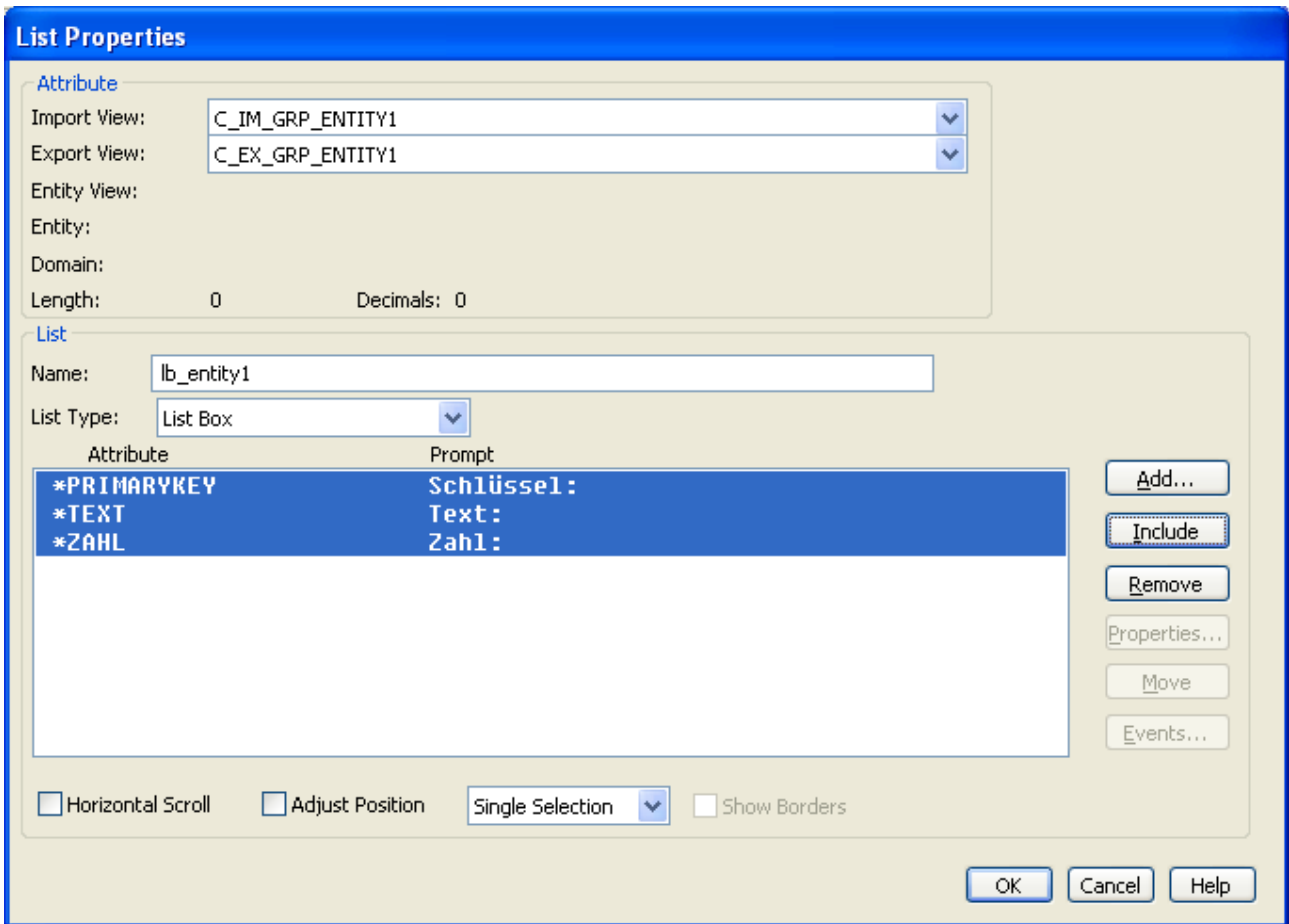 List Properties
Attribute
Import View: C_IM_GRP_ENTITY1
Export View: C_EX_GRP_ENTITY1
Entity View:
Entity:
Domain:
Length: 0 Decimals: 0
List
Name: lb_entity1
List Type: List Box
Attribute Prompt
*PRIMARYKEY Schlüssel:
*TEXT Text:
*ZAHL Zahl:
Add...
Include
Remove
Properties...
Move
Events...
Horizontal Scroll Adjust Position Single Selection Show Borders
OK Cancel Help